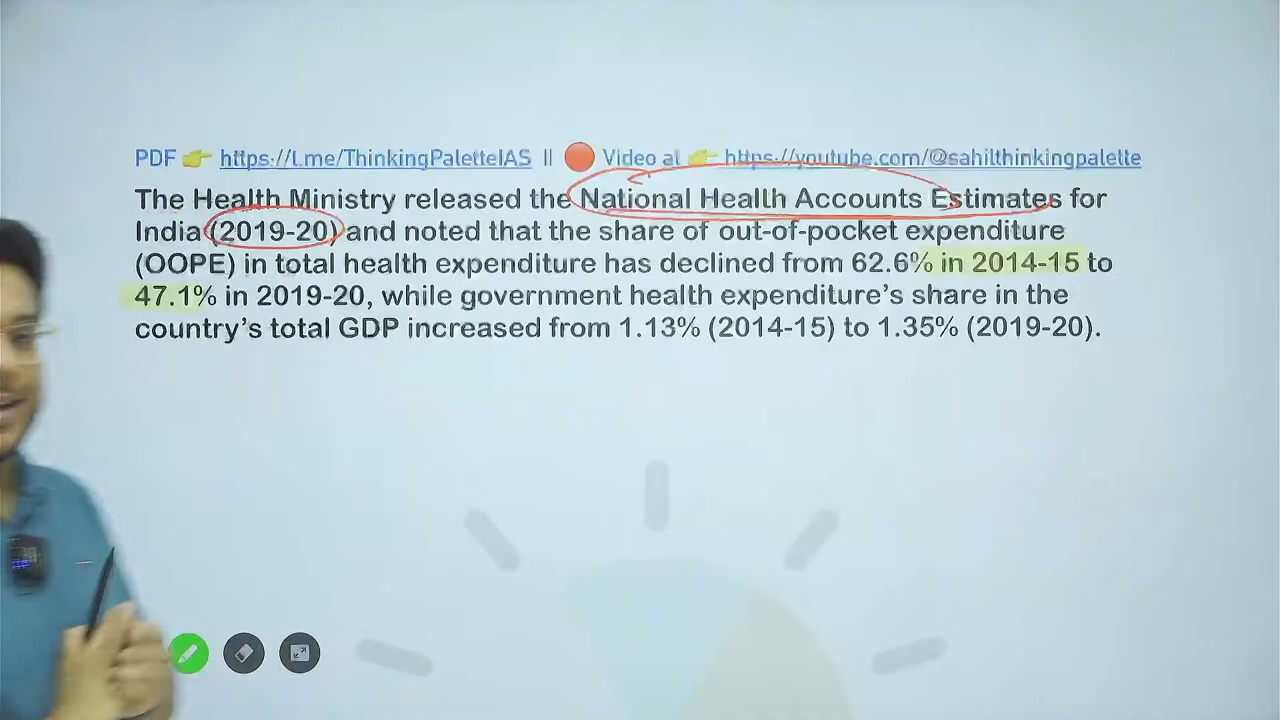 PDF 👉 https://t.me/ThinkingPaletteIAS || 🔴 Video at 👉 https://youtube.com/@sahilthinkingpalette
The Health Ministry released the National Health Accounts Estimates for
India (2019-20) and noted that the share of out-of-pocket expenditure
(OOPE) in total health expenditure has declined from 62.6% in 2014-15 to
47.1% in 2019-20, while government health expenditure's share in the
country's total GDP increased from 1.13% (2014-15) to 1.35% (2019-20).